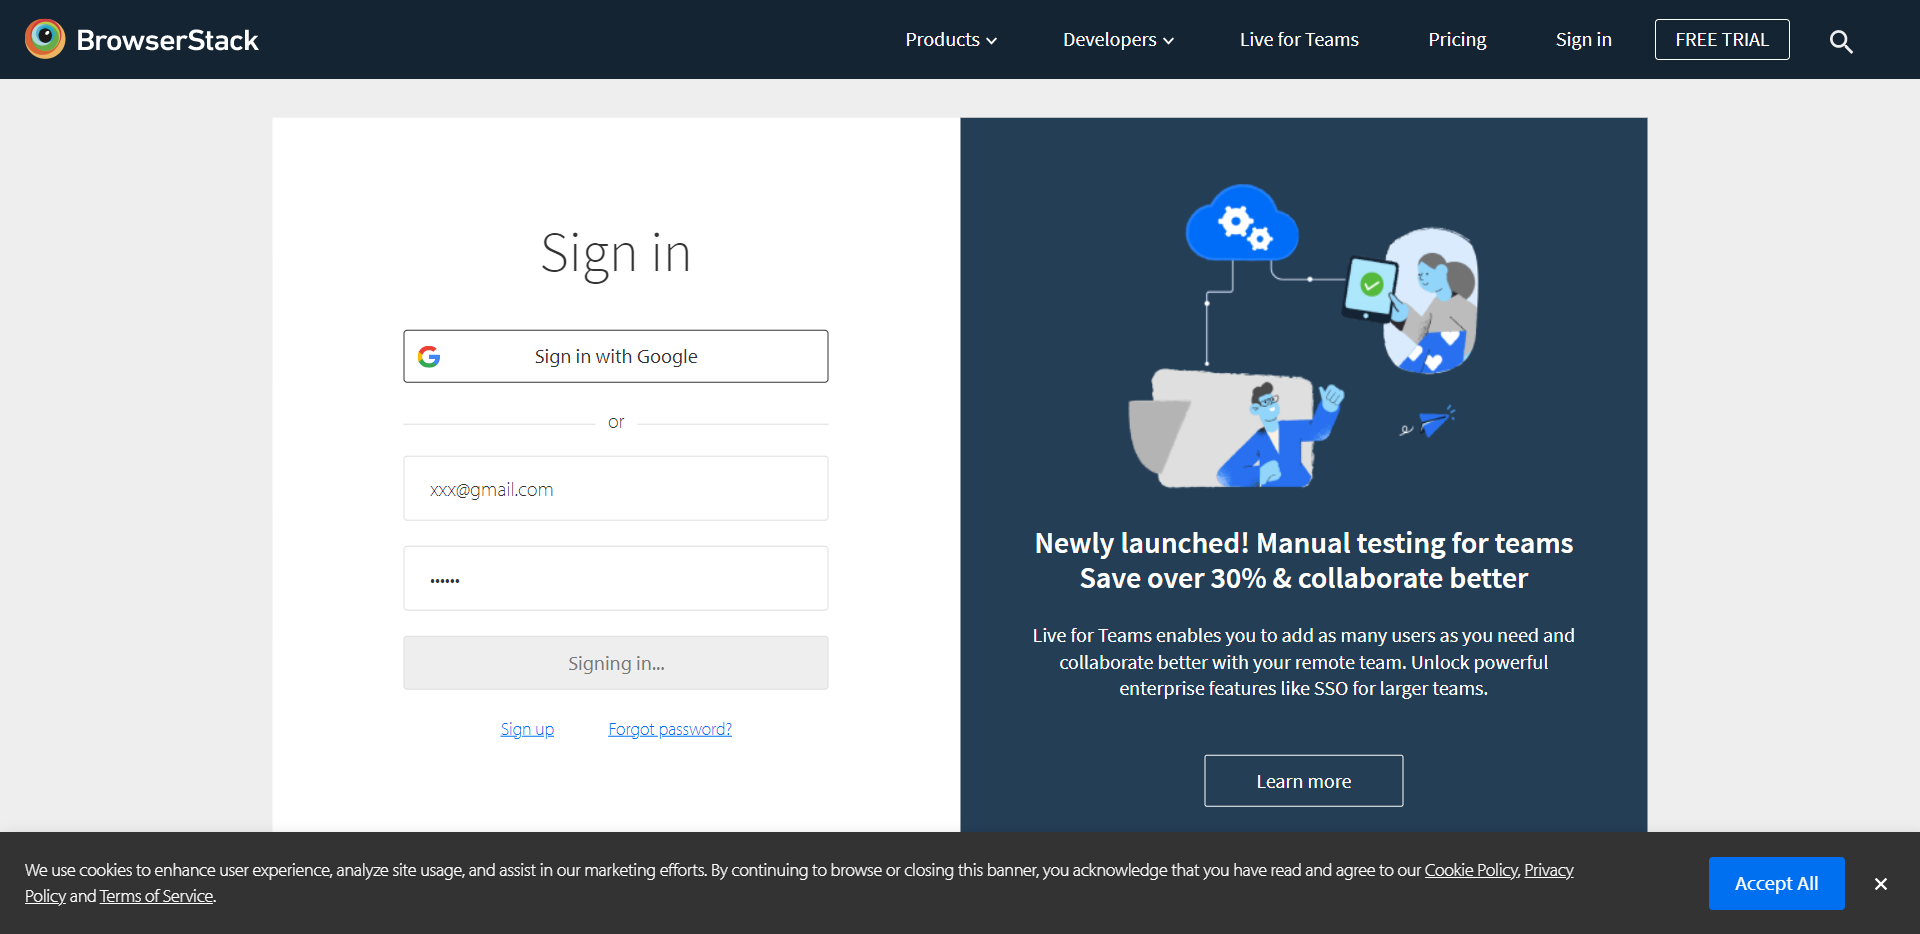 BrowserStack
Products
Developers
Live for Teams
Pricing
Sign in
FREE TRIAL
Sign in
Sign in with Google
or
xxx@gmail.com
••••••
Signing in...
Sign up
Forgot password?
Newly launched! Manual testing for teams
Save over 30% & collaborate better
Live for Teams enables you to add as many users as you need and
collaborate better with your remote team. Unlock powerful
enterprise features like SSO for larger teams.
Learn more
We use cookies to enhance user experience, analyze site usage, and assist in our marketing efforts. By continuing to browse or closing this banner, you acknowledge that you have read and agree to our Cookie Policy, Privacy
Policy and Terms of Service.
Accept All